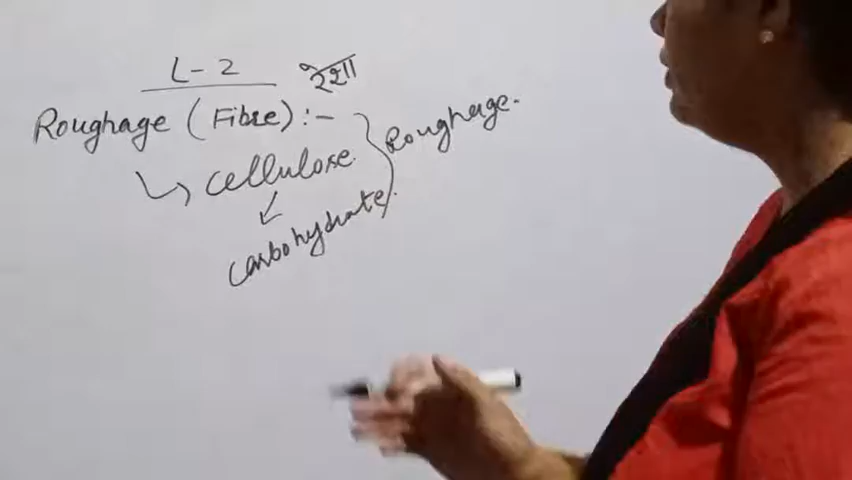 L-2 रेशा
Roughage (Fibre) :-
Roughage.
cellulose.
carbohydrate.